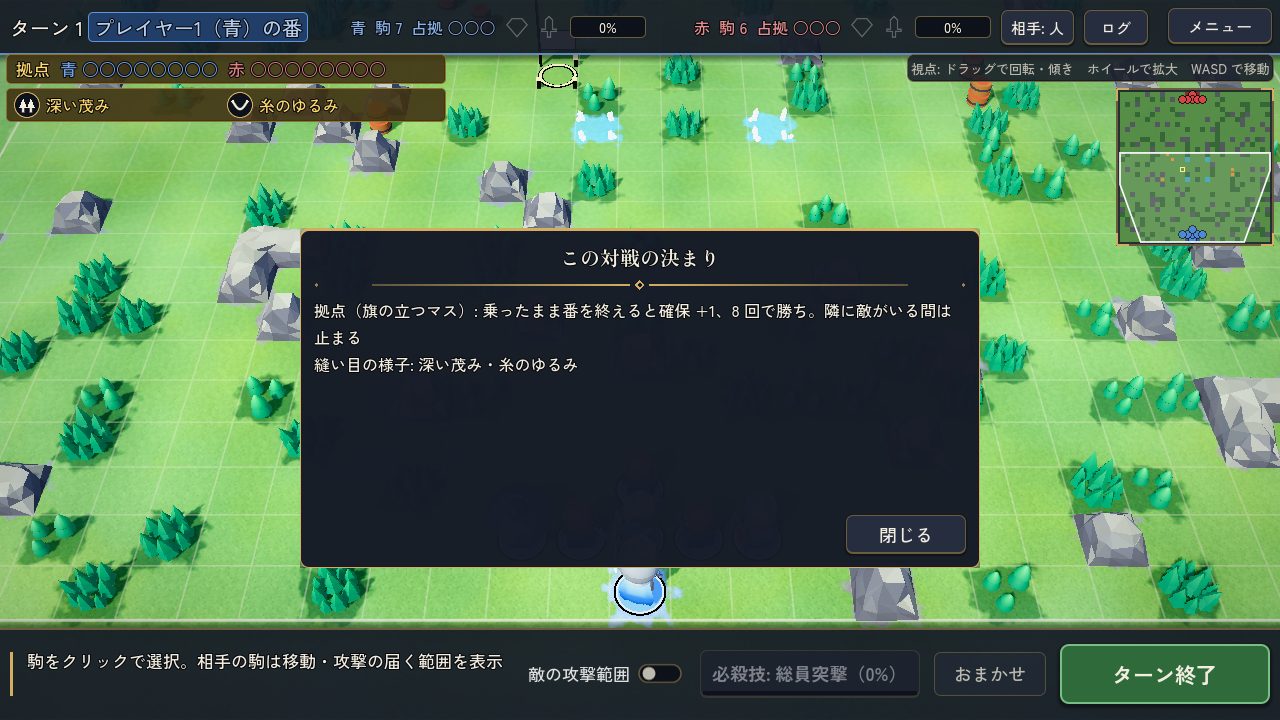 ターン 1 プレイヤー1（青）の番 青 駒 7 占拠 ○○○ 0% 赤 駒 6 占拠 ○○○ 0% 相手: 人 ログ メニュー
拠点 青 ○○○○○○○○ 赤 ○○○○○○○○
視点: ドラッグで回転・傾き ホイールで拡大 WASD で移動
深い茂み 糸のゆるみ
この対戦の決まり
拠点（旗の立つマス）: 乗ったまま番を終えると確保 +1、8 回で勝ち。隣に敵がいる間は
止まる
縫い目の様子: 深い茂み・糸のゆるみ
閉じる
駒をクリックで選択。相手の駒は移動・攻撃の届く範囲を表示
敵の攻撃範囲 必殺技: 総員突撃（0%） おまかせ ターン終了